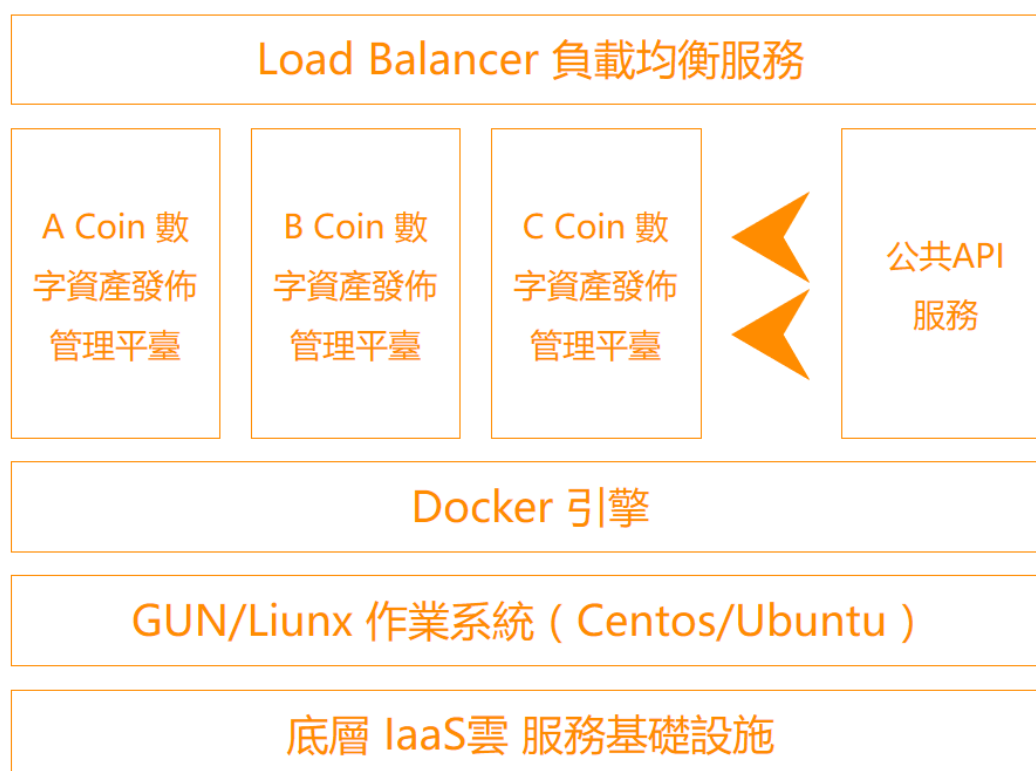 Load Balancer 負載均衡服務
A Coin 數
字資產發佈
管理平臺
B Coin 數
字資產發佈
管理平臺
C Coin 數
字資產發佈
管理平臺
公共API
服務
Docker 引擎
GUN/Liunx 作業系統（Centos/Ubuntu）
底層 IaaS雲 服務基礎設施